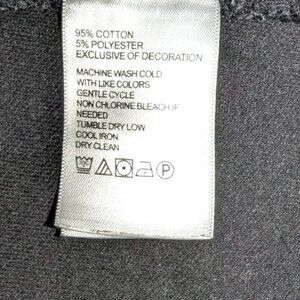 95% COTTON
5% POLYESTER
EXCLUSIVE OF DECORATION
MACHINE WASH COLD
WITH LIKE COLORS
GENTLE CYCLE
NON CHLORINE BLEACH IF
NEEDED
TUMBLE DRY LOW
COOL IRON
DRY CLEAN
P